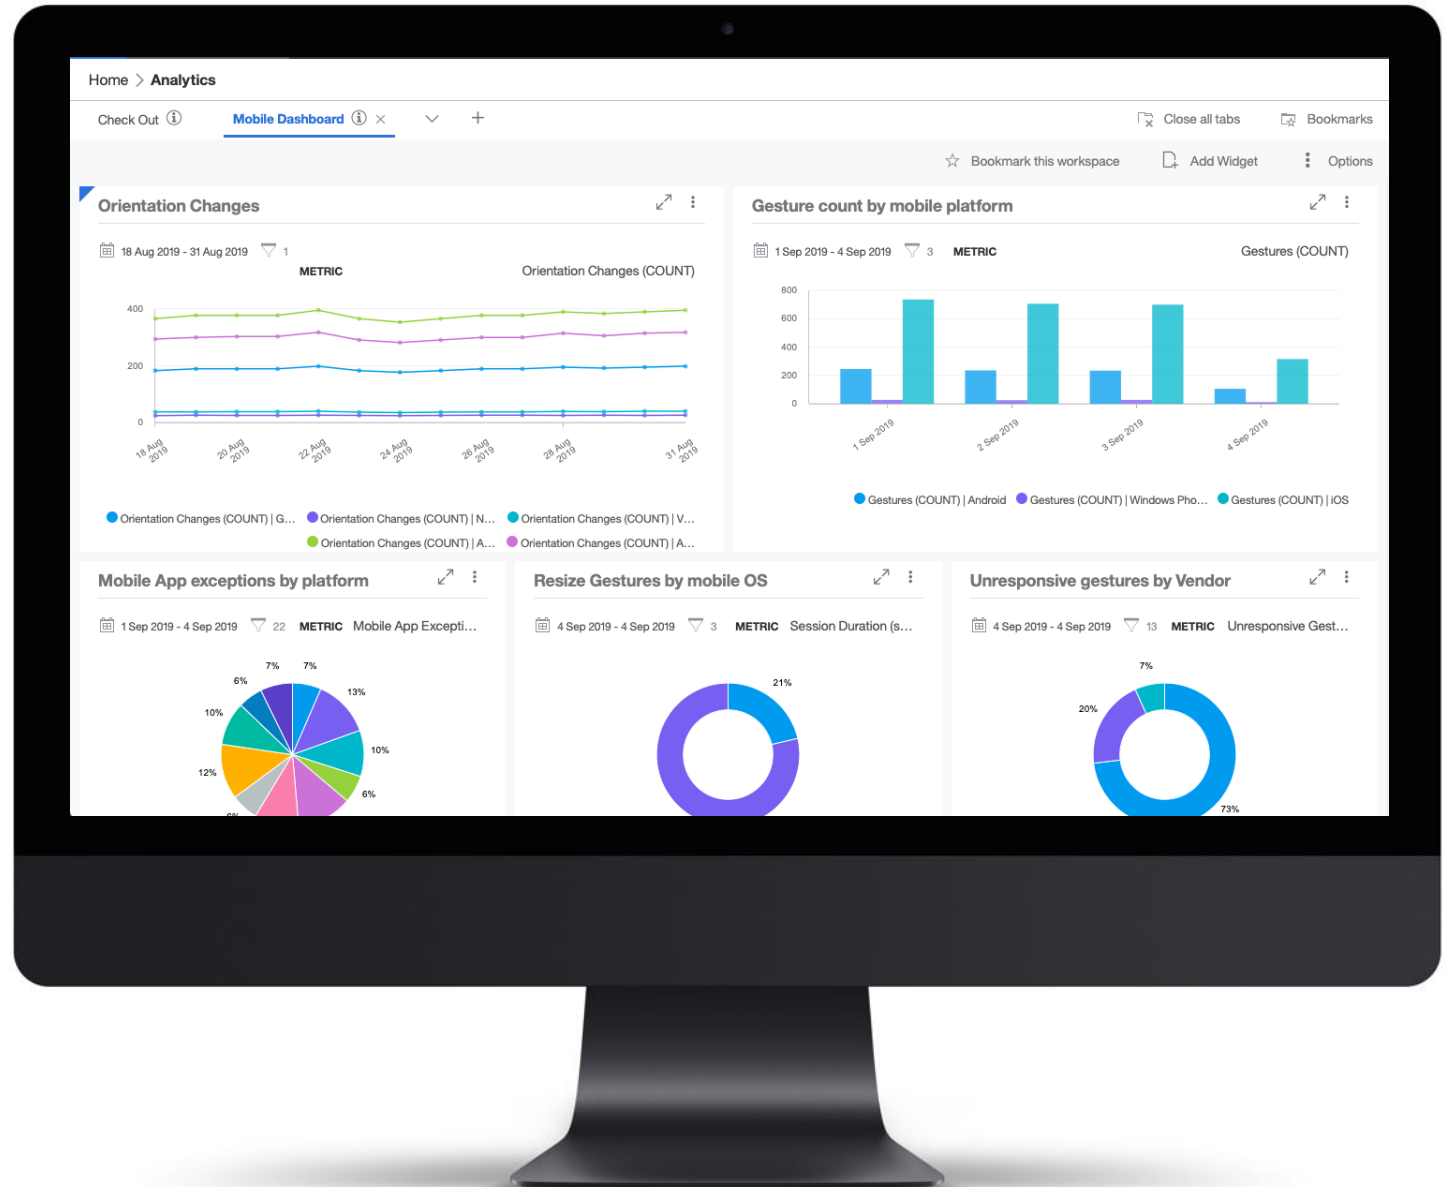 Home > Analytics
Check Out
Mobile Dashboard
Close all tabs
Bookmarks
Bookmark this workspace
Add Widget
Options
Orientation Changes
18 Aug 2019 - 31 Aug 2019
1
METRIC
Orientation Changes (COUNT)
400
200
0
18 Aug 2019
20 Aug 2019
22 Aug 2019
24 Aug 2019
26 Aug 2019
28 Aug 2019
31 Aug 2019
Orientation Changes (COUNT) | G...
Orientation Changes (COUNT) | N...
Orientation Changes (COUNT) | V...
Orientation Changes (COUNT) | A...
Orientation Changes (COUNT) | A...
Gesture count by mobile platform
1 Sep 2019 - 4 Sep 2019
3
METRIC
Gestures (COUNT)
800
600
400
200
0
1 Sep 2019
2 Sep 2019
3 Sep 2019
4 Sep 2019
Gestures (COUNT) | Android
Gestures (COUNT) | Windows Pho...
Gestures (COUNT) | iOS
Mobile App exceptions by platform
1 Sep 2019 - 4 Sep 2019
22
METRIC
Mobile App Excepti...
7%
7%
6%
13%
10%
10%
12%
6%
Resize Gestures by mobile OS
4 Sep 2019 - 4 Sep 2019
3
METRIC
Session Duration (s...
21%
Unresponsive gestures by Vendor
4 Sep 2019 - 4 Sep 2019
13
METRIC
Unresponsive Gest...
7%
20%
73%